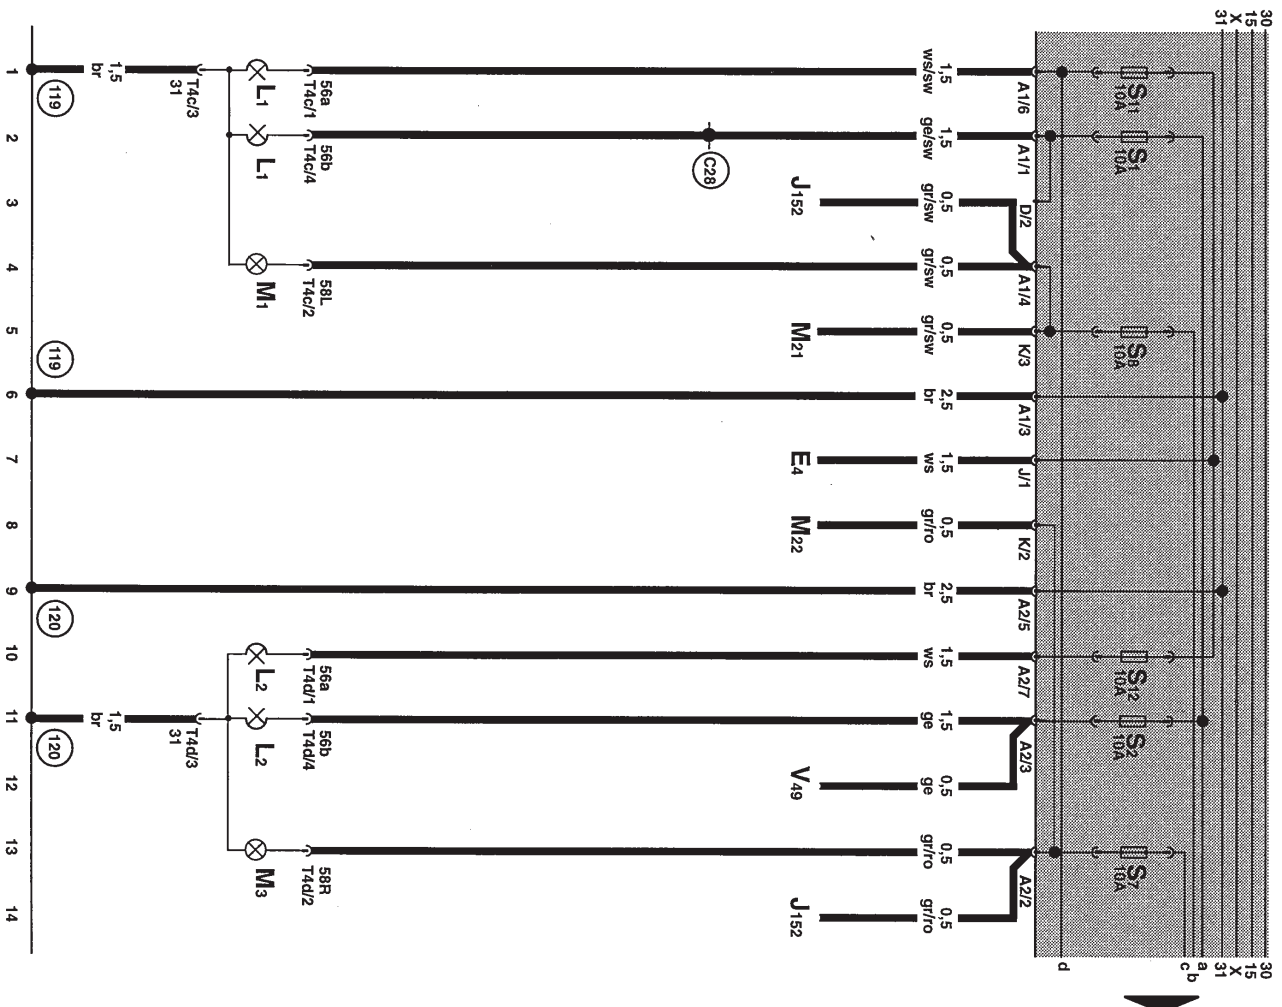 30
15
X
31
S11
10A
S1
10A
S8
10A
S12
10A
S2
10A
S7
10A
30
15
X
31
a
b
c
d
A1/6
A1/1
D/2
A1/4
K/3
A1/3
J/1
K/2
A2/5
A2/7
A2/3
A2/2
1,5
ws/sw
1,5
ge/sw
0,5
gr/sw
0,5
gr/sw
0,5
gr/sw
2,5
br
1,5
ws
0,5
gr/ro
2,5
br
1,5
ws
1,5
ge
0,5
ge
0,5
gr/ro
0,5
gr/ro
C28
J152
M21
E4
M22
V49
J152
56a
T4c/1
56b
T4c/4
58L
T4c/2
56a
T4d/1
56b
T4d/4
58R
T4d/2
L1
L1
M1
L2
L2
M3
T4c/3
31
T4d/3
31
1,5
br
1,5
br
119
119
120
120
1 2 3 4 5 6 7 8 9 10 11 12 13 14